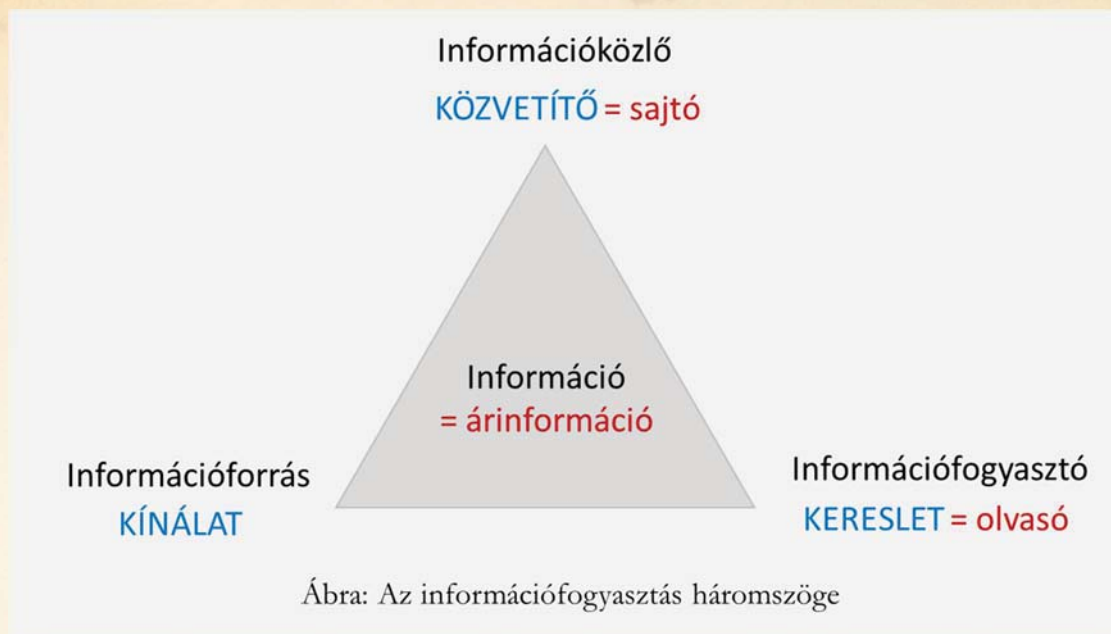 Információközlő
KÖZVETÍTŐ = sajtó
Információ
= árinformáció
Információforrás
KÍNÁLAT
Információfogyasztó
KERESLET = olvasó
Ábra: Az információfogyasztás háromszöge